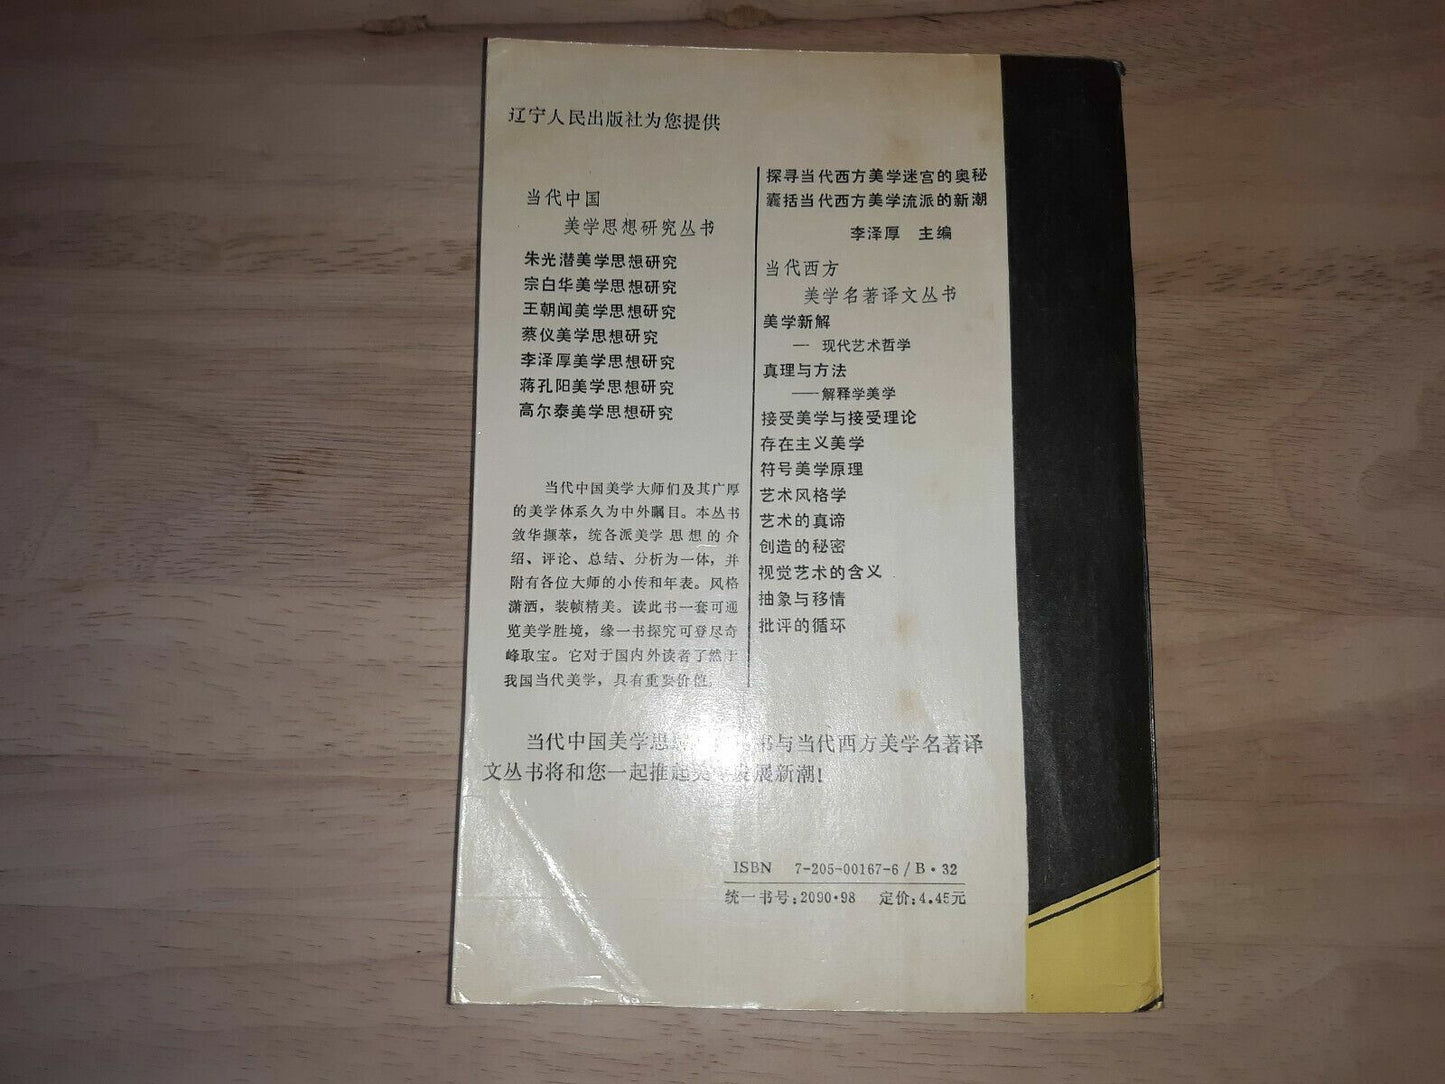 辽宁人民出版社为您提供
当代中国
美学思想研究丛书
朱光潜美学思想研究
宗白华美学思想研究
王朝闻美学思想研究
蔡仪美学思想研究
李泽厚美学思想研究
蒋孔阳美学思想研究
高尔泰美学思想研究
当代中国美学大师们及其广厚
的美学体系久为中外瞩目。本丛书
敛华撷萃，统各派美学思想的介
绍、评论、总结、分析为一体，并
附有各位大师的小传和年表。风格
潇洒，装帧精美。读此书一套可通
览美学胜境，缘一书探究可登尽奇
峰取宝。它对于国内外读者了然于
我国当代美学，具有重要价值。
探寻当代西方美学迷宫的奥秘
囊括当代西方美学流派的新潮
李泽厚 主编
当代西方
美学名著译文丛书
美学新解
—— 现代艺术哲学
真理与方法
——解释学美学
接受美学与接受理论
存在主义美学
符号美学原理
艺术风格学
艺术的真谛
创造的秘密
视觉艺术的含义
抽象与移情
批评的循环
当代中国美学思 书与当代西方美学名著译
文丛书将和您一起推起美 发展新潮！
ISBN 7-205-00167-6/B·32
统一书号：2090·98 定价：4.45元